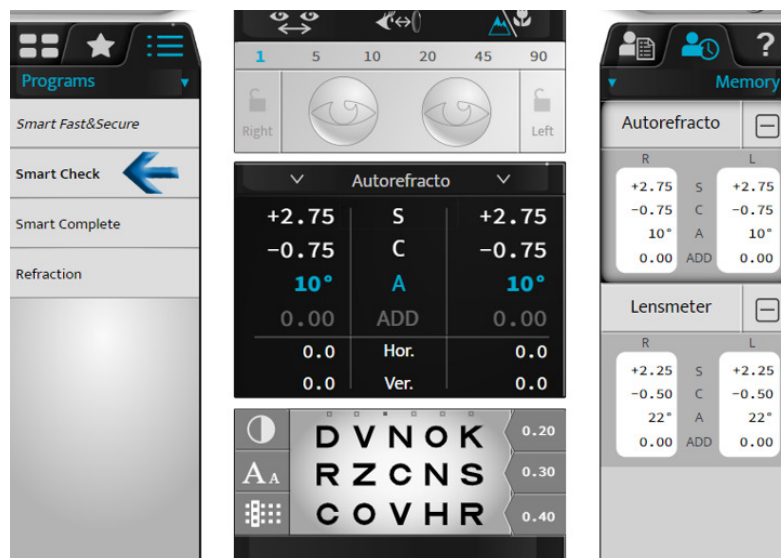 Programs
Smart Fast&Secure
Smart Check
Smart Complete
Refraction
1 5 10 20 45 90
Right Left
Autorefracto
+2.75 S +2.75
−0.75 C −0.75
10° A 10°
0.00 ADD 0.00
0.0 Hor. 0.0
0.0 Ver. 0.0
D V N O K 0.20
AA R Z C N S 0.30
C O V H R 0.40
?
Memory
Autorefracto
R L
+2.75 S +2.75
−0.75 C −0.75
10° A 10°
0.00 ADD 0.00
Lensmeter
R L
+2.25 S +2.25
−0.50 C −0.50
22° A 22°
0.00 ADD 0.00